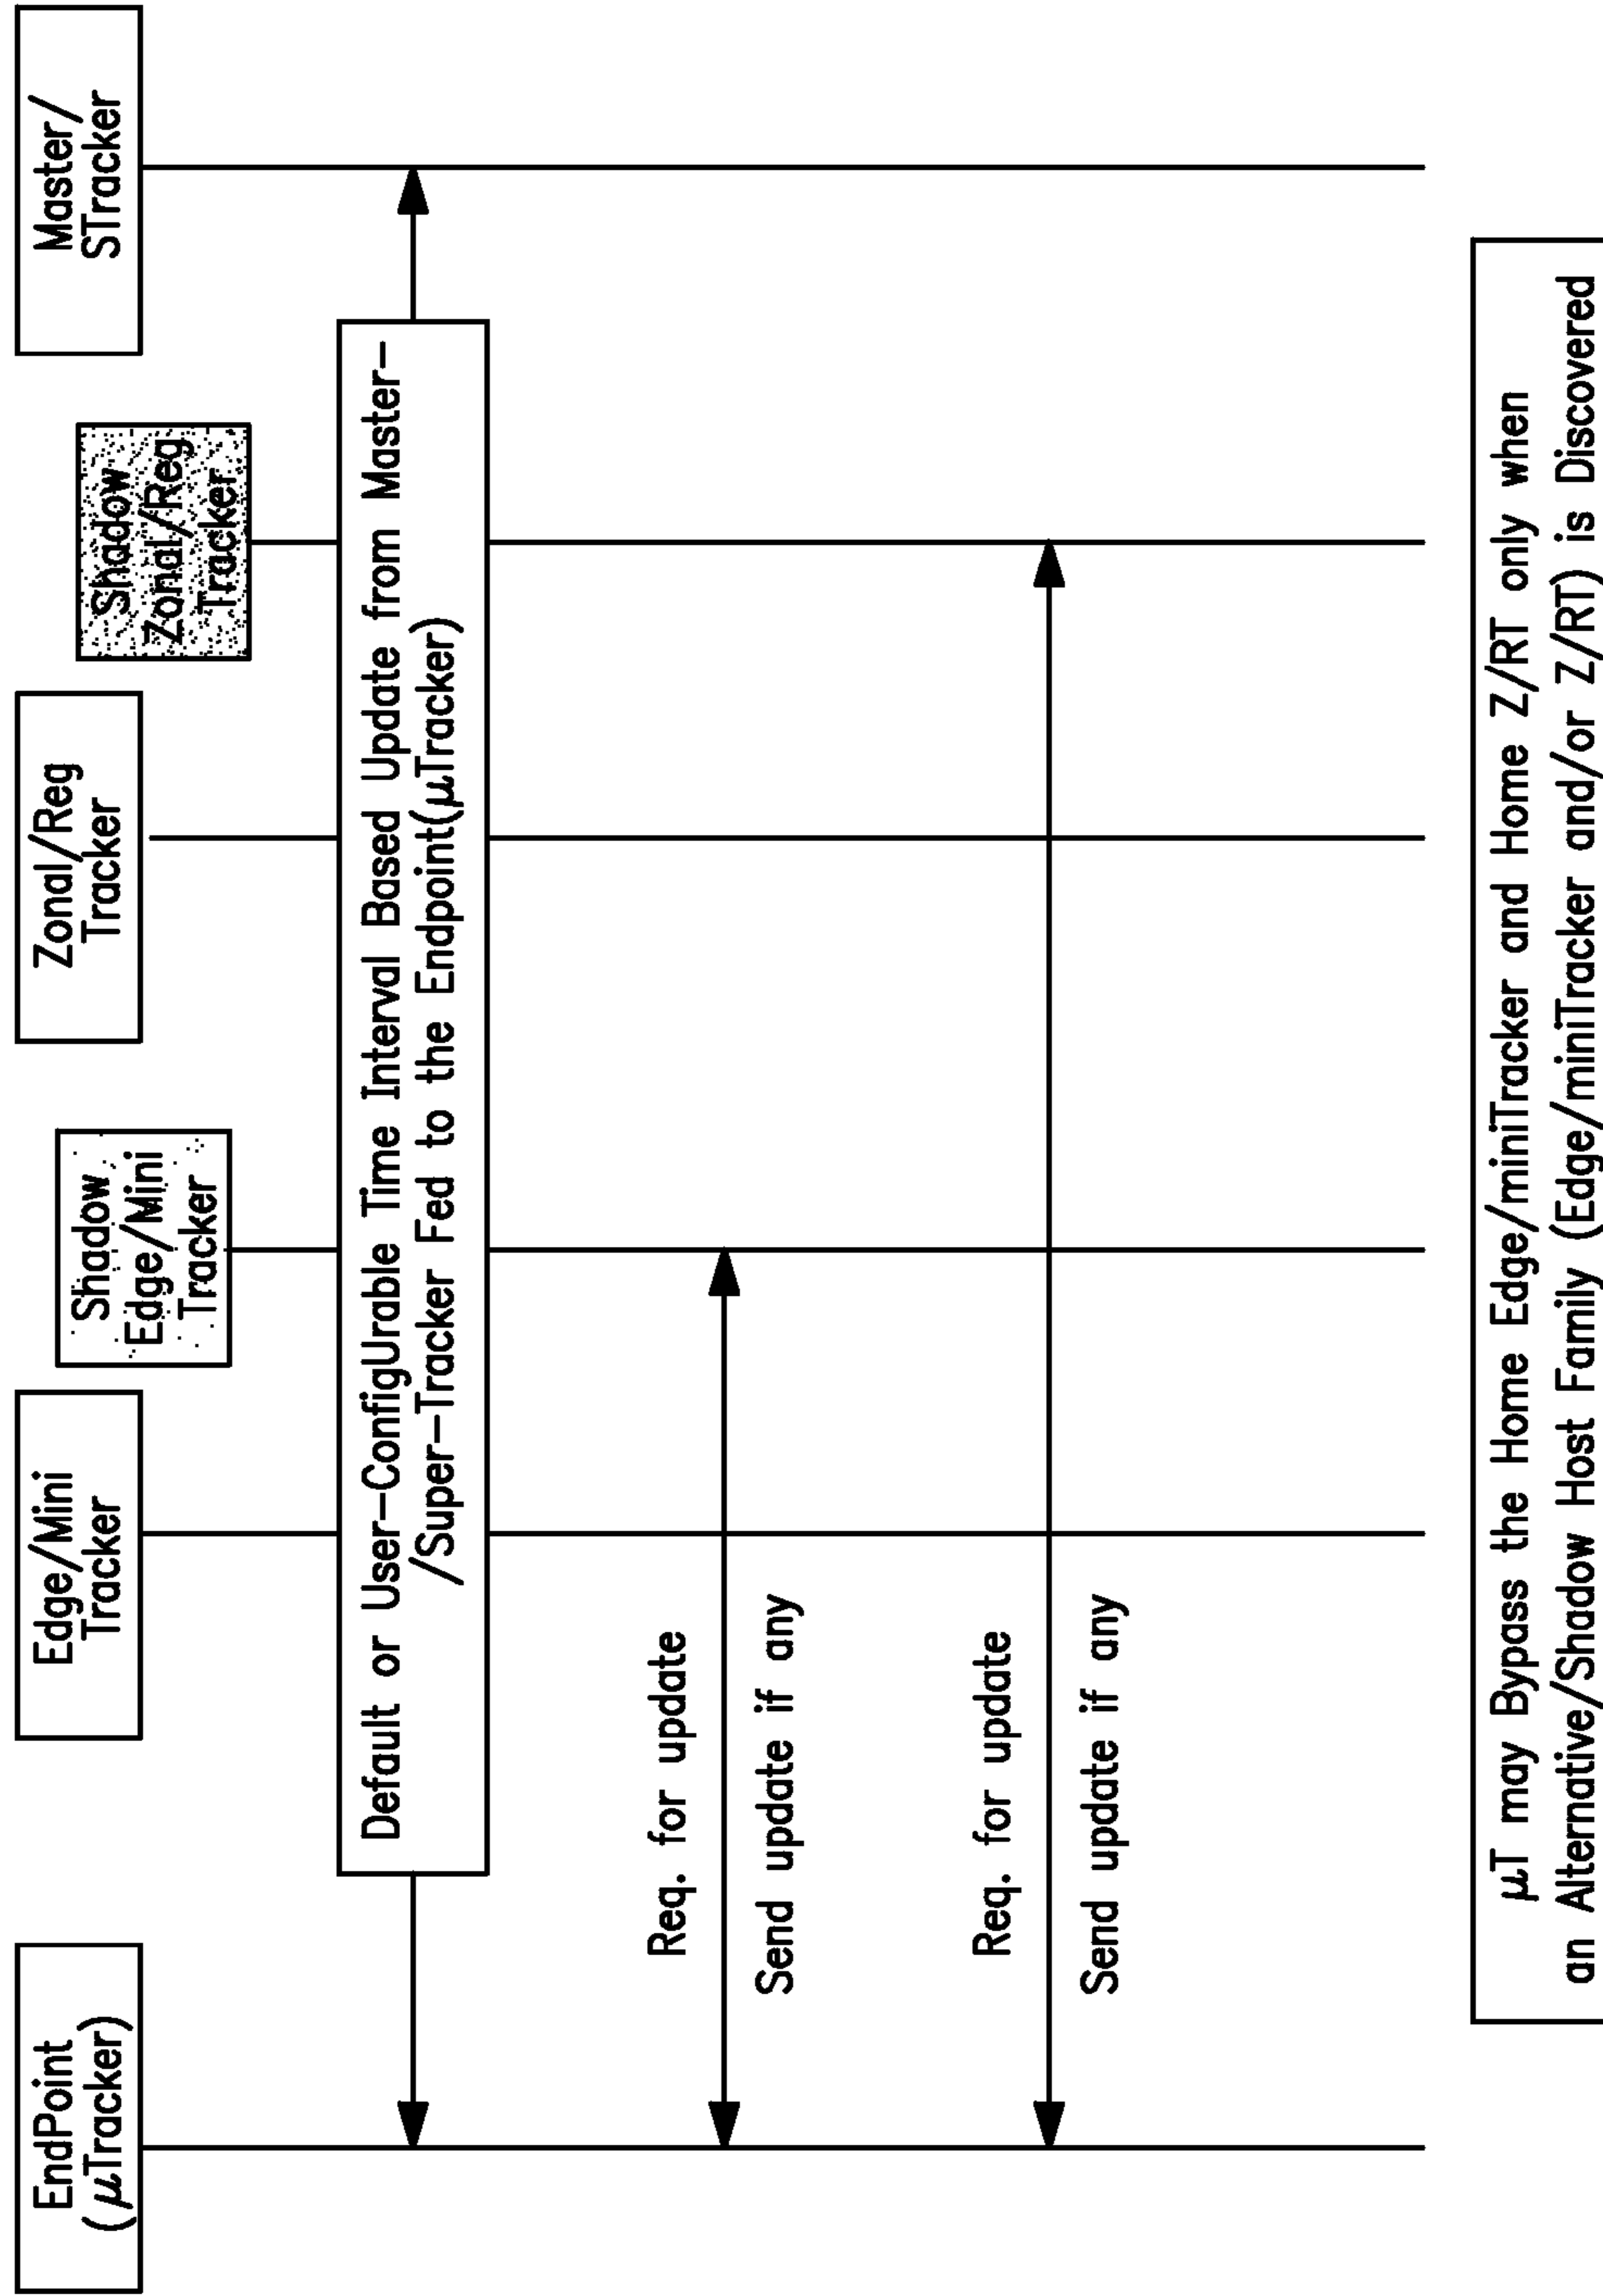 EndPoint
(μTracker)
Edge/Mini
Tracker
Shadow
Edge/Mini
Tracker
Zonal/Reg
Tracker
Shadow
Zonal/Reg
Tracker
Master/
STracker
Default or User-ConfigUrable Time Interval Based Update from Master-
/Super-Tracker Fed to the Endpoint(μTracker)
Req. for update
Send update if any
Req. for update
Send update if any
μT may Bypass the Home Edge/miniTracker and Home Z/RT only when
an Alternative/Shadow Host Family (Edge/miniTracker and/or Z/RT) is Discovered